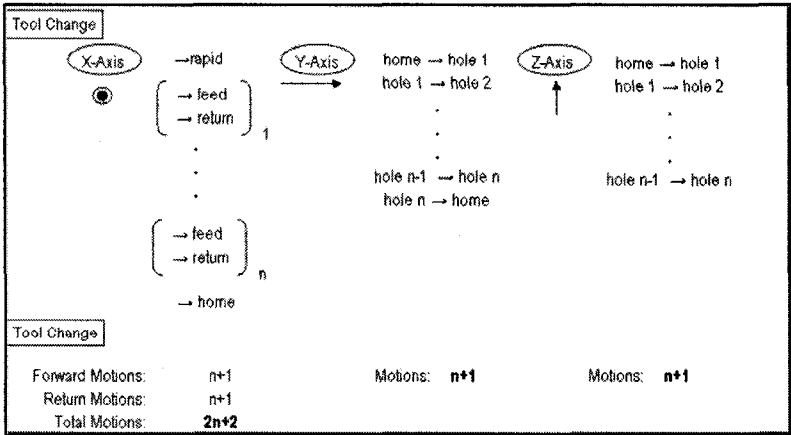 Tool Change
X-Axis → rapid Y-Axis home → hole 1 Z-Axis home → hole 1
→ feed hole 1 → hole 2 hole 1 → hole 2
→ return
1
.
.
.
hole n-1 → hole n hole n-1 → hole n
hole n → home
→ feed
→ return
n
→ home
Tool Change
Forward Motions: n+1 Motions: n+1 Motions: n+1
Return Motions: n+1
Total Motions: 2n+2